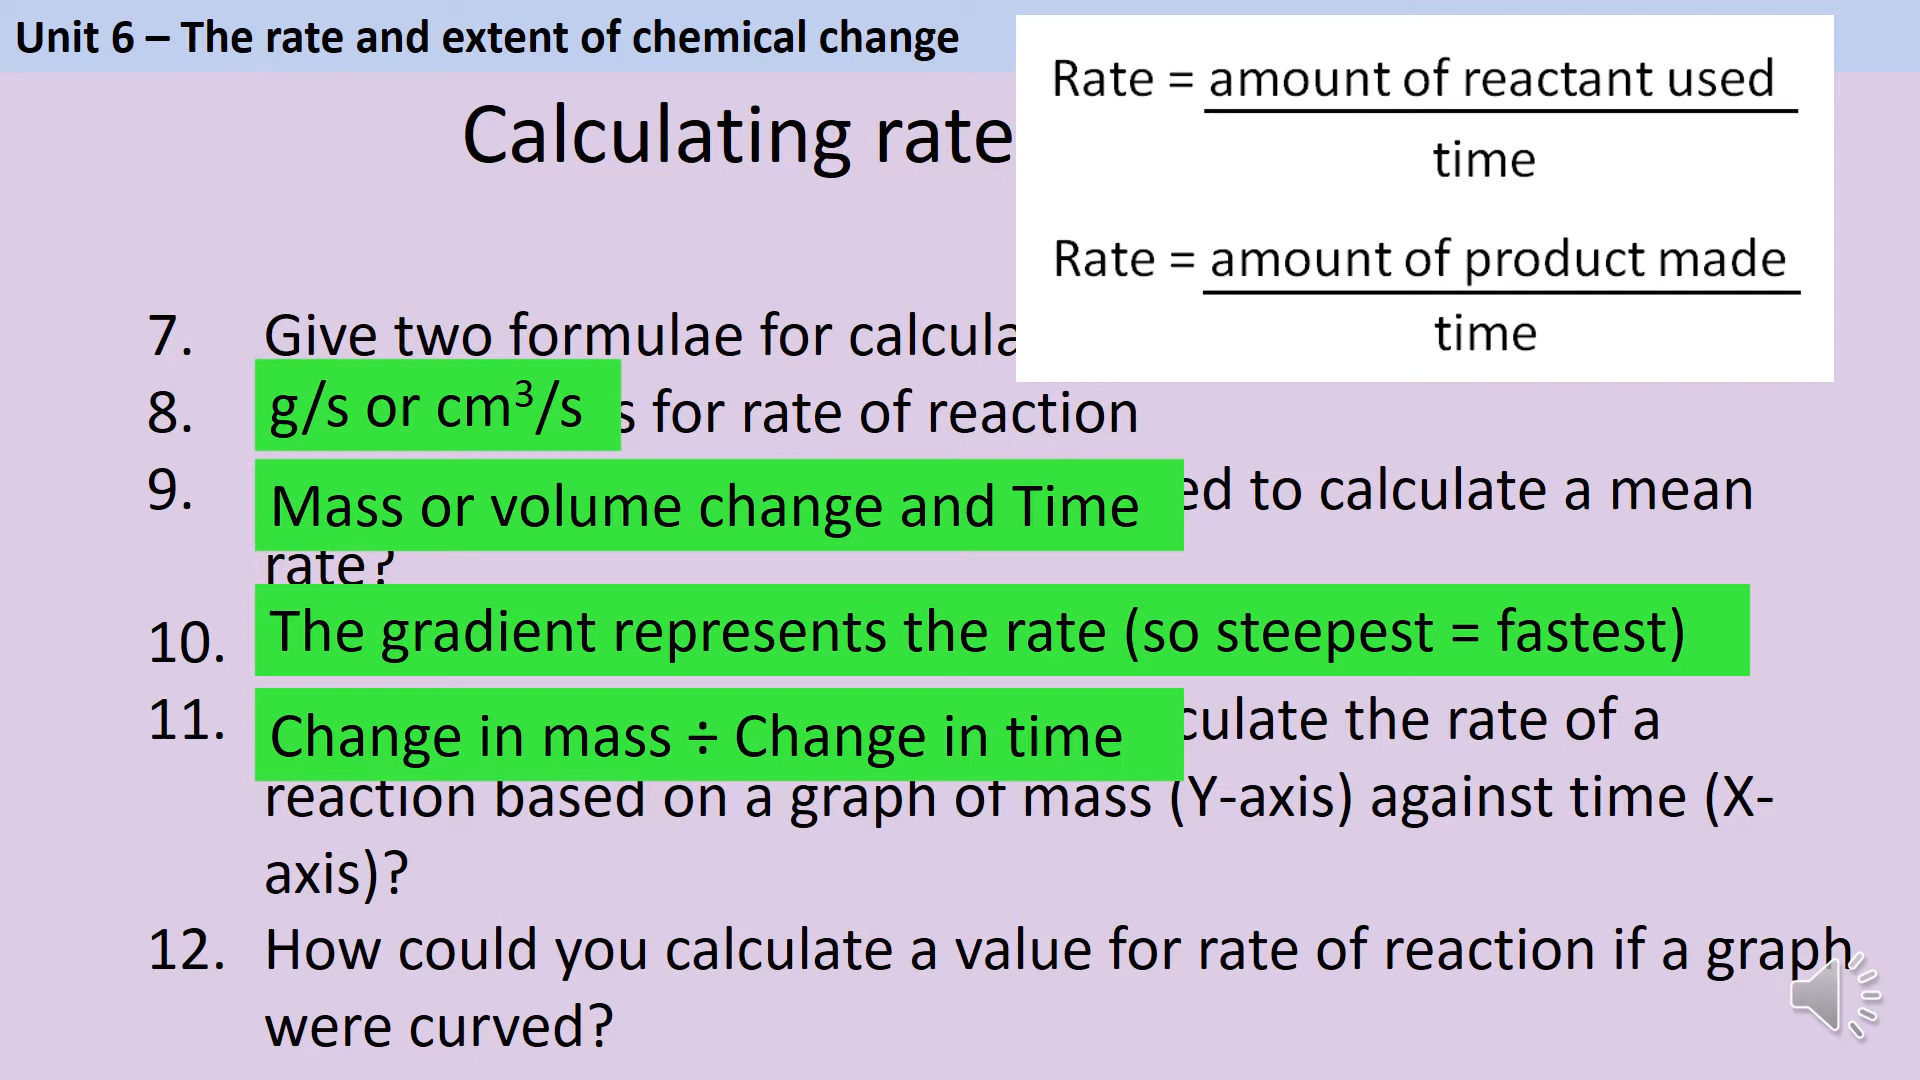 Unit 6 – The rate and extent of chemical change
Calculating rate
Rate = amount of reactant used
time
Rate = amount of product made
time
7. Give two formulae for
8. g/s or cm³/s for rate of reaction
9. Mass or volume change and Time to calculate a mean
rate?
10. The gradient represents the rate (so steepest = fastest)
11. Change in mass ÷ Change in time the rate of a
reaction based on a graph of mass (Y-axis) against time (X-
axis)?
12. How could you calculate a value for rate of reaction if a graph
were curved?